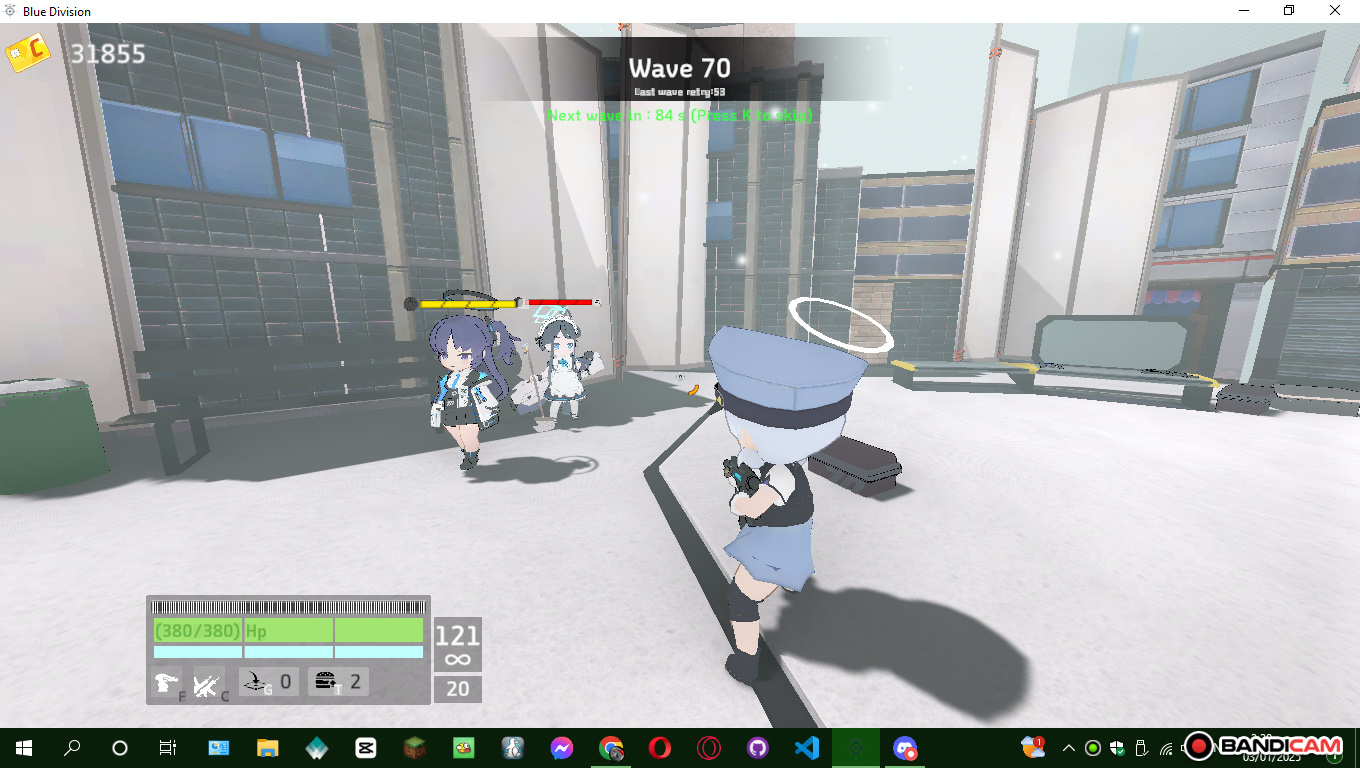 Blue Division
31855
Wave 70
Last wave retry:53
Next wave in : 84 s (Press K to skip)
(380/380) Hp
121
∞
20
F
C
G 0
T 2
1
BANDICAM
03/01/2025